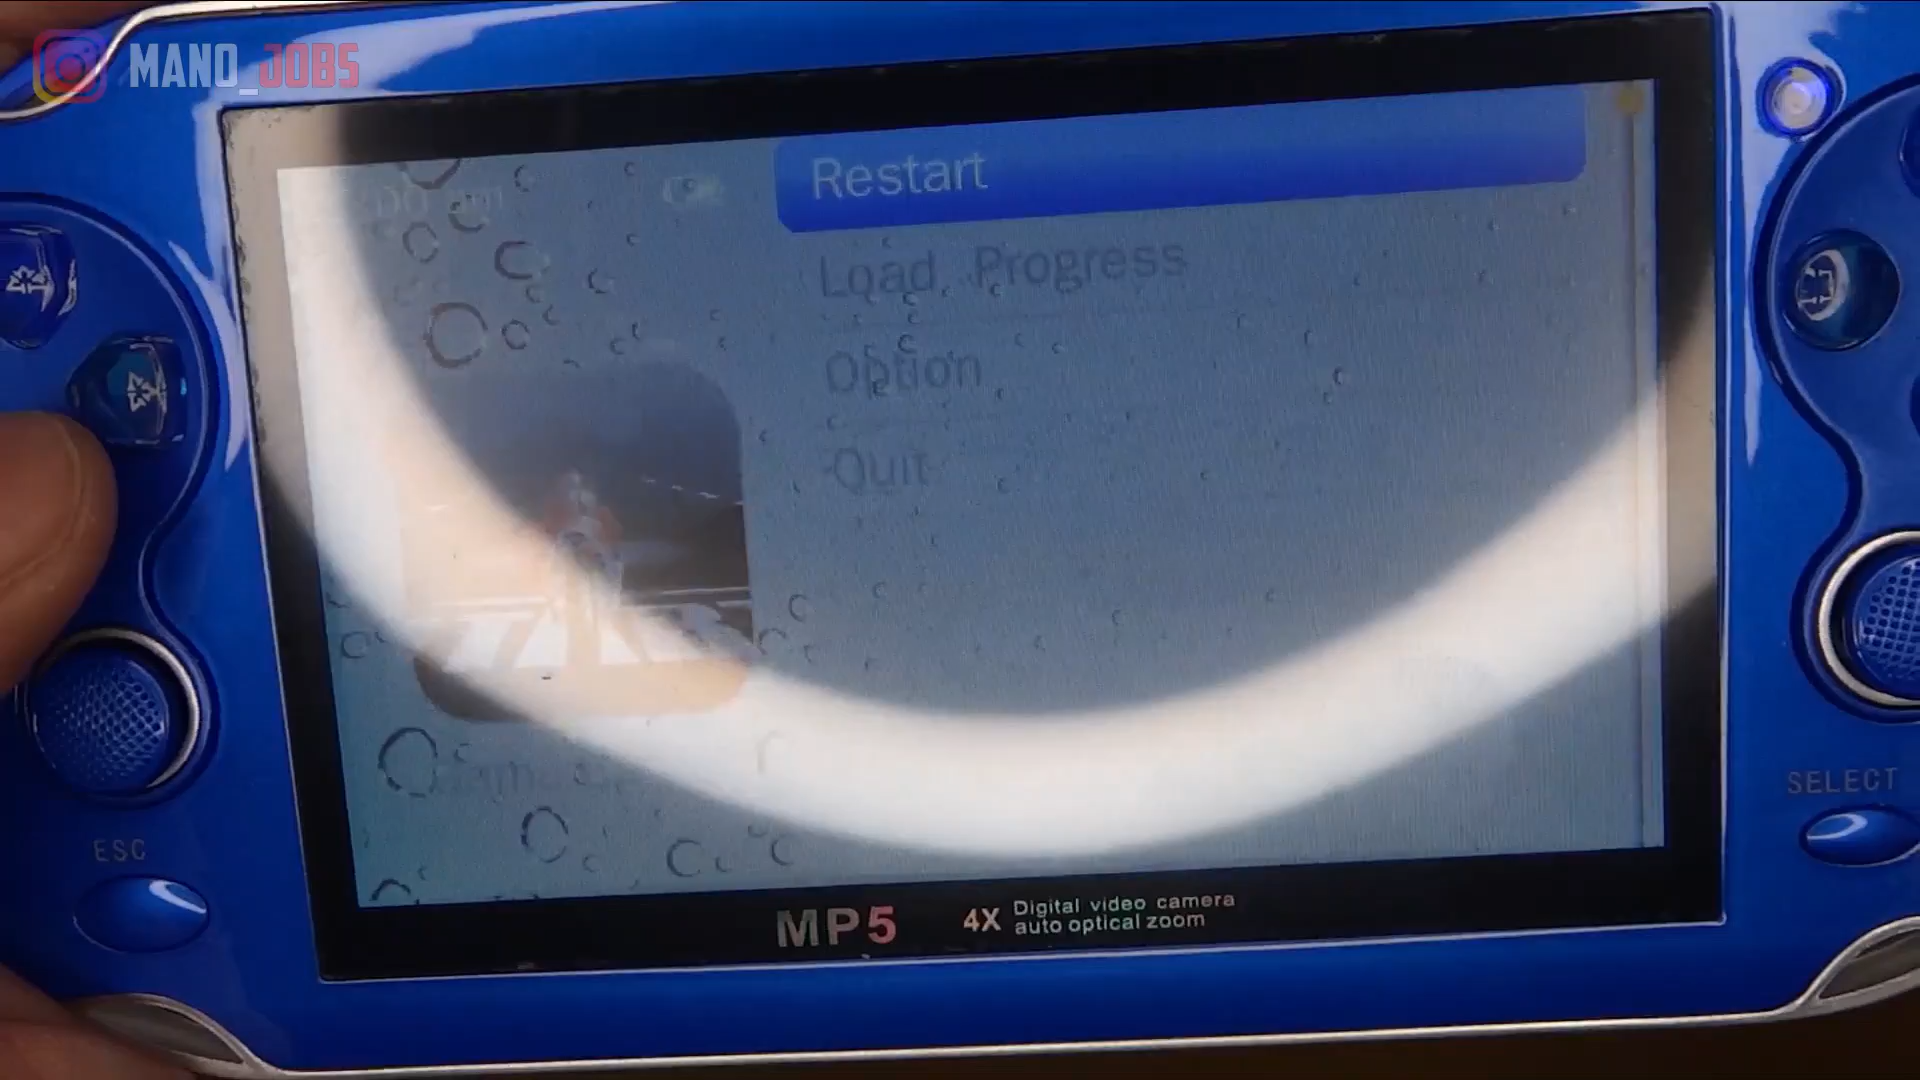 MANO_JOBS
Restart
Load Progress
Option
Quit
ESC
SELECT
MP5
4X
Digital video camera
auto optical zoom